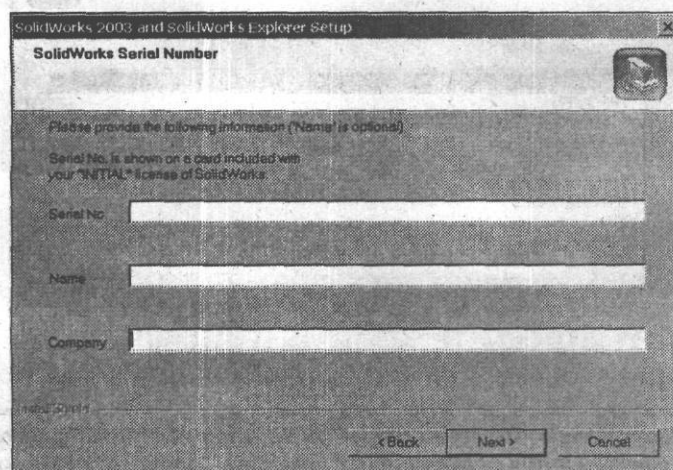 SolidWorks 2003 and SolidWorks Explorer Setup
SolidWorks Serial Number
Please provide the following information ('Name' is optional)
Serial No. is shown on a card included with
your "INITIAL" license of SolidWorks.
Serial No
Name
Company
InstallShield
< Back
Next >
Cancel